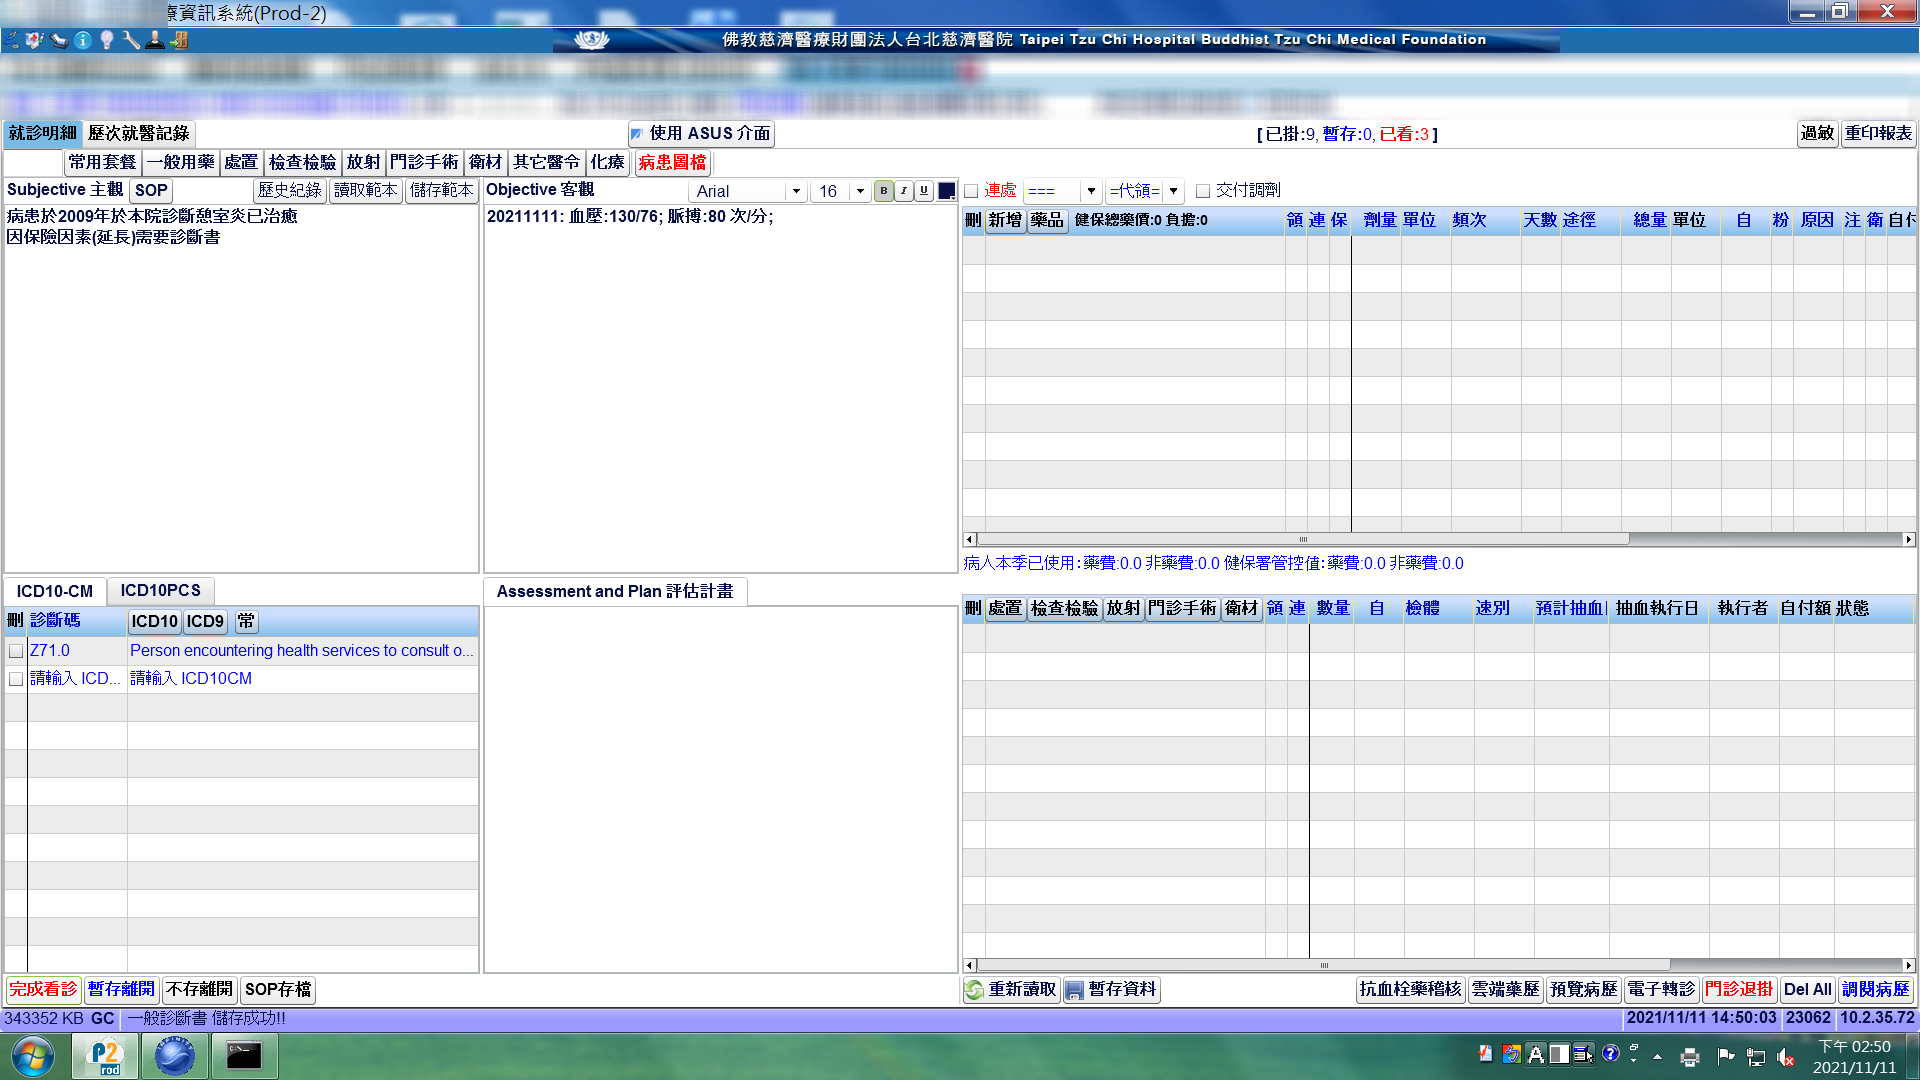 療資訊系統(Prod-2)
佛教慈濟醫療財團法人台北慈濟醫院 Taipei Tzu Chi Hospital Buddhist Tzu Chi Medical Foundation
就診明細 歷次就醫記錄 使用 ASUS 介面 [已掛:9, 暫存:0, 已看:3] 過敏 重印報表
常用套餐 一般用藥 處置 檢查檢驗 放射 門診手術 衛材 其它醫令 化療 病患圖檔
Subjective 主觀 SOP 歷史紀錄 讀取範本 儲存範本 Objective 客觀 Arial 16 B I U 連處 === =代領= 交付調劑
病患於2009年於本院診斷憩室炎已治癒
因保險因素(延長)需要診斷書
20211111: 血壓:130/76; 脈搏:80 次/分;
刪 新增 藥品 健保總藥價:0 負擔:0 領 連 保 劑量 單位 頻次 天數 途徑 總量 單位 自 粉 原因 注 衛 自付
病人本季已使用：藥費:0.0 非藥費:0.0 健保署管控值：藥費:0.0 非藥費:0.0
ICD10-CM ICD10PCS
刪 診斷碼 ICD10 ICD9 常
Z71.0 Person encountering health services to consult o...
請輸入 ICD... 請輸入 ICD10CM
Assessment and Plan 評估計畫
刪 處置 檢查檢驗 放射 門診手術 衛材 領 連 數量 自 檢體 速別 預計抽血 抽血執行日 執行者 自付額 狀態
完成看診 暫存離開 不存離開 SOP存檔 重新讀取 暫存資料 抗血栓藥稽核 雲端藥歷 預覽病歷 電子轉診 門診退掛 Del All 調閱病歷
343352 KB GC 一般診斷書 儲存成功!! 2021/11/11 14:50:03 23062 10.2.35.72
P2 rod A 下午 02:50
2021/11/11